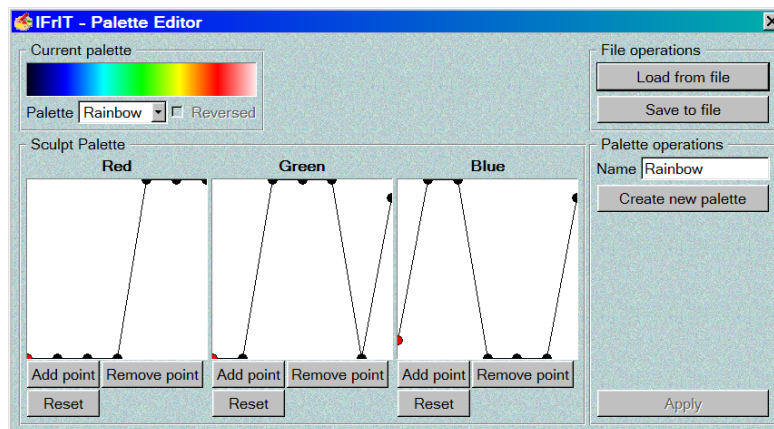 IFrIT - Palette Editor
Current palette
Palette Rainbow Reversed
File operations
Load from file
Save to file
Sculpt Palette
Red Green Blue
Add point Remove point Add point Remove point Add point Remove point
Reset Reset Reset
Palette operations
Name Rainbow
Create new palette
Apply